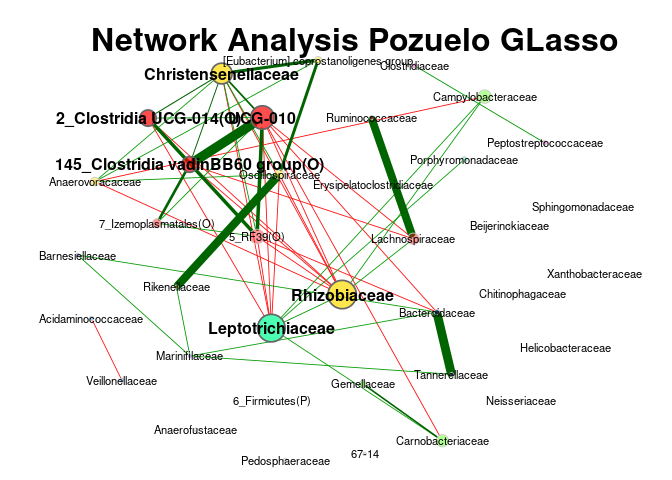 Network Analysis Pozuelo GLasso
[Eubacterium] coprostanoligenes group
Clostridiaceae
Christensenellaceae
Campylobacteraceae
2_Clostridia UCG-014(O)
UCG-010
Ruminococcaceae
Peptostreptococcaceae
145_Clostridia vadinBB60 group(O)
Porphyromonadaceae
Anaerovoracaceae
Oscillospiraceae
Erysipelatoclostridiaceae
Sphingomonadaceae
7_Izemoplasmatales(O)
Beijerinckiaceae
5_RF39(O)
Lachnospiraceae
Barnesiellaceae
Xanthobacteraceae
Rikenellaceae
Rhizobiaceae
Chitinophagaceae
Acidaminococcaceae
Leptotrichiaceae
Bacteroidaceae
Helicobacteraceae
Marinifilaceae
Tannerellaceae
Veillonellaceae
Gemellaceae
6_Firmicutes(P)
Neisseriaceae
Anaerofustaceae
Carnobacteriaceae
67-14
Pedosphaeraceae